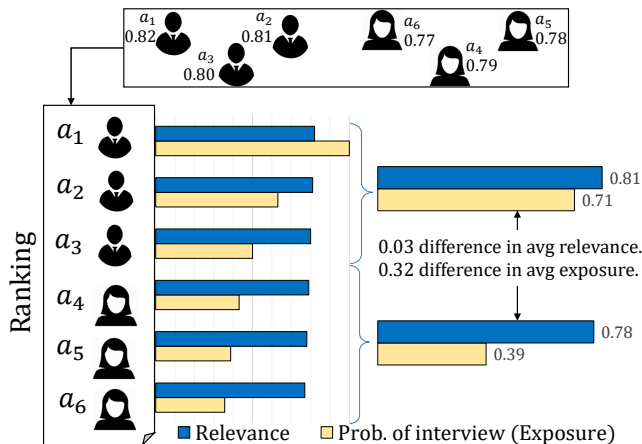 a1
0.82
a2
0.81
a3
0.80
a6
0.77
a5
0.78
a4
0.79
Ranking
a1
a2
a3
a4
a5
a6
0.81
0.71
0.03 difference in avg relevance.
0.32 difference in avg exposure.
0.78
0.39
Relevance
Prob. of interview (Exposure)